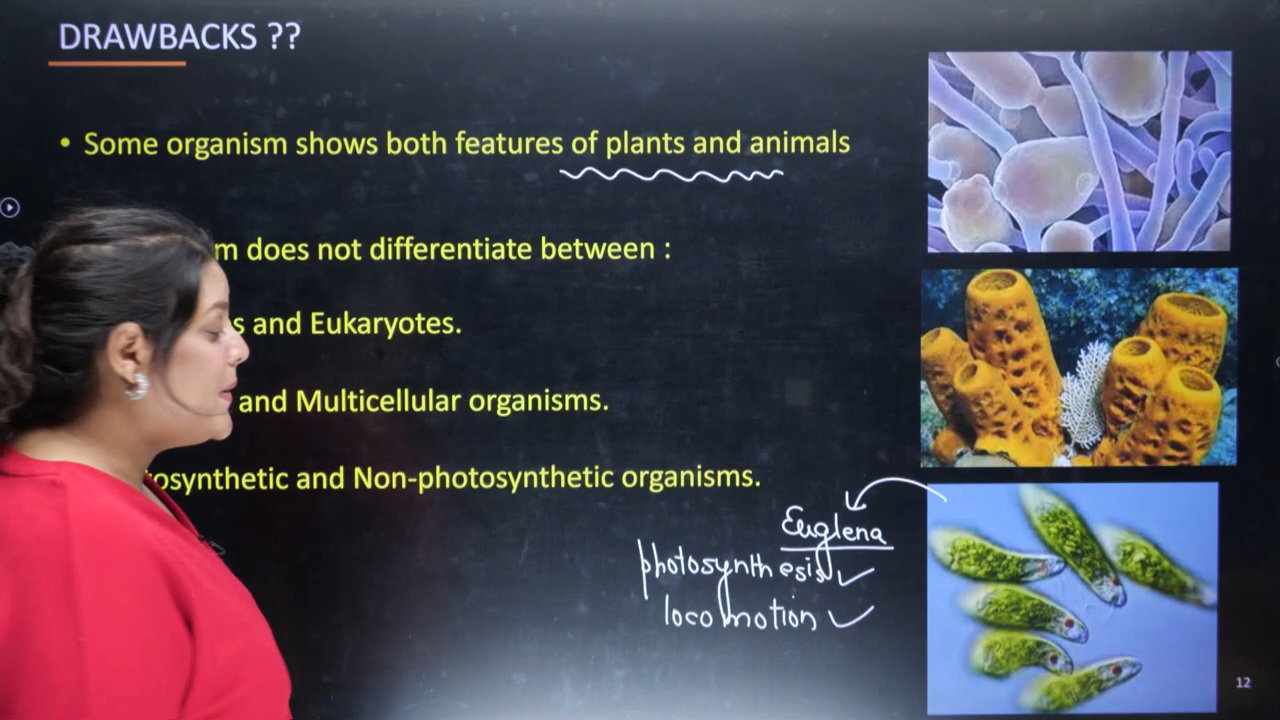 DRAWBACKS ??
• Some organism shows both features of plants and animals
does not differentiate between :
and Eukaryotes.
and Multicellular organisms.
and Non-photosynthetic organisms.
Euglena
photosynthesis ✓
locomotion ✓
12